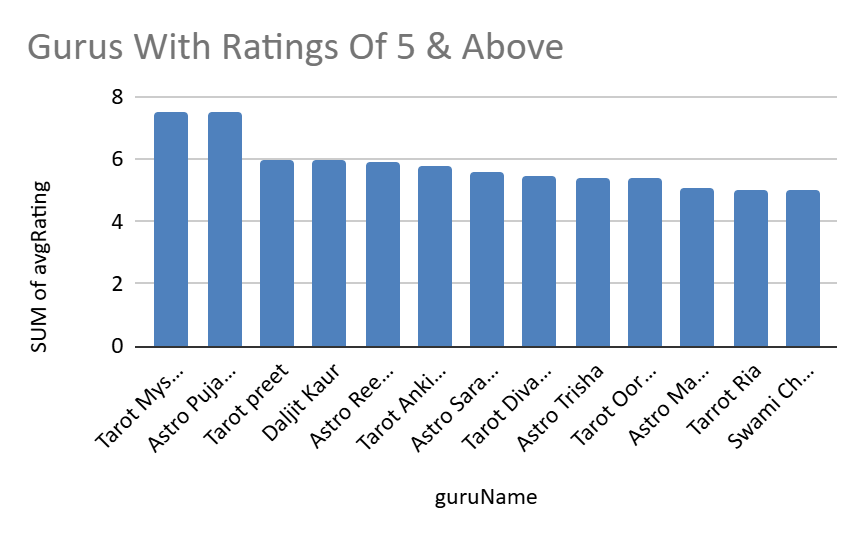 Gurus With Ratings Of 5 & Above
SUM of avgRating
8
6
4
2
0
Tarot Mys...
Astro Puja...
Tarot preet
Daljit Kaur
Astro Ree...
Tarot Anki...
Astro Sara...
Tarot Diva...
Astro Trisha
Tarot Oor...
Astro Ma...
Tarrot Ria
Swami Ch...
guruName